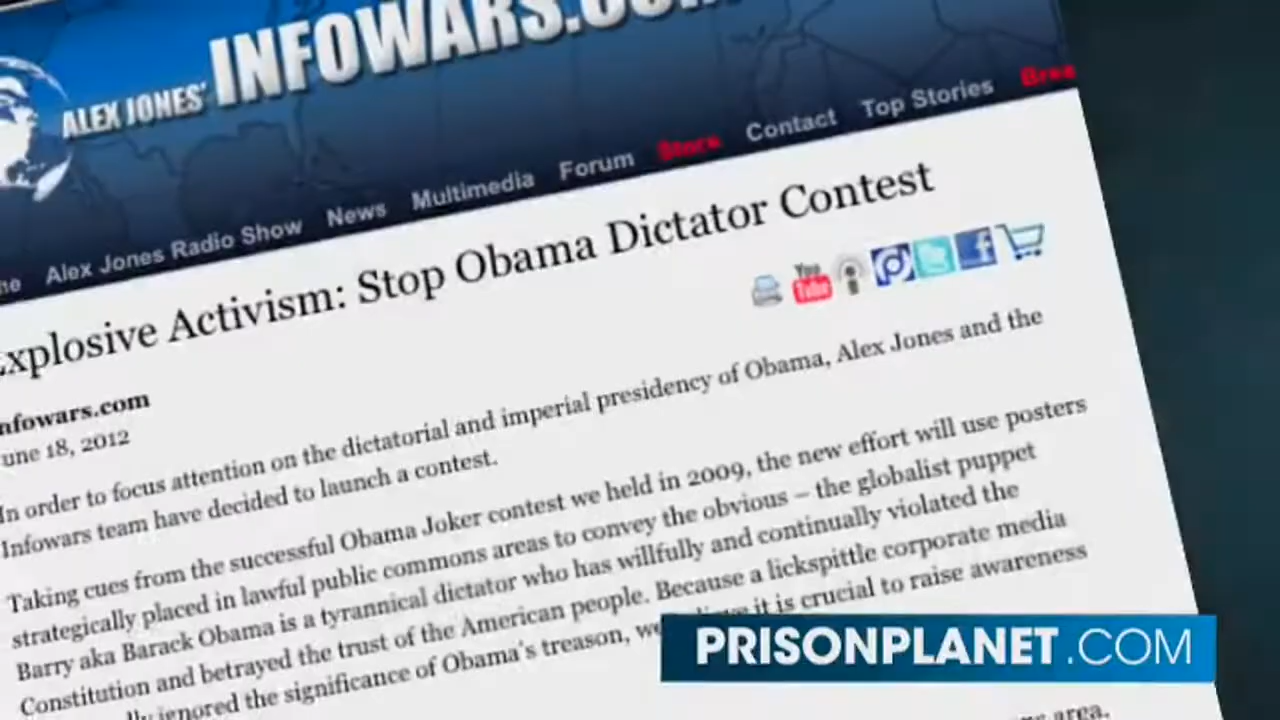 ALEX JONES' INFOWARS.COM
Alex Jones Radio Show News Multimedia Forum Store Contact Top Stories
Explosive Activism: Stop Obama Dictator Contest
You Tube
nfowars.com
une 18, 2012
In order to focus attention on the dictatorial and imperial presidency of Obama, Alex Jones and the
Infowars team have decided to launch a contest.
Taking cues from the successful Obama Joker contest we held in 2009, the new effort will use posters
strategically placed in lawful public commons areas to convey the obvious – the globalist puppet
Barry aka Barack Obama is a tyrannical dictator who has willfully and continually violated the
Constitution and betrayed the trust of the American people. Because a lickspittle corporate media
ignored the significance of Obama's treason, we it is crucial to raise awareness
area.
PRISONPLANET.COM